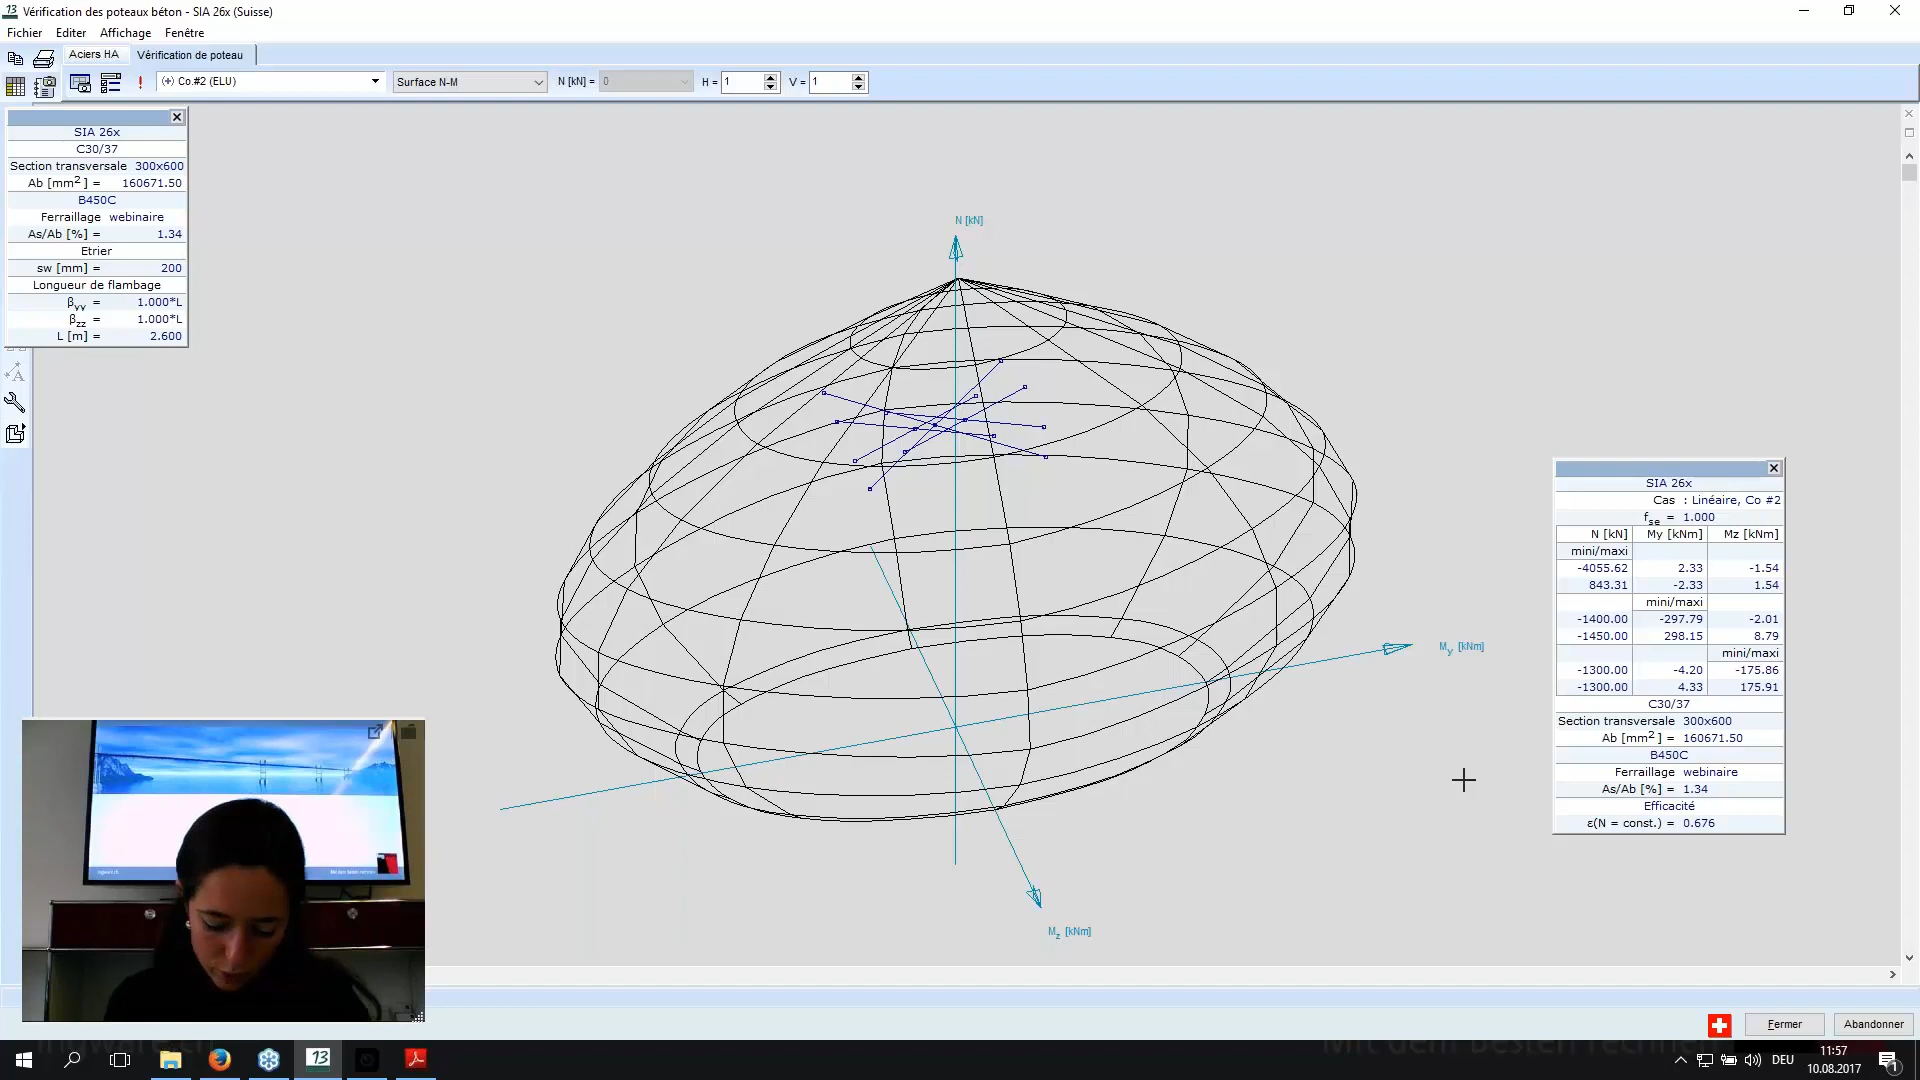 13 Vérification des poteaux béton - SIA 26x (Suisse)
Fichier Editer Affichage Fenêtre
Aciers HA Vérification de poteau
(+) Co.#2 (ELU) Surface N-M N [kN] = 0 H = 1 V = 1
SIA 26x
C30/37
Section transversale 300x600
Ab [mm2] = 160671.50
B450C
Ferraillage webinaire
As/Ab [%] = 1.34
Etrier
sw [mm] = 200
Longueur de flambage
βyy = 1.000*L
βzz = 1.000*L
L [m] = 2.600
N [kN]
My [kNm]
Mz [kNm]
SIA 26x
Cas : Linéaire, Co #2
fse = 1.000
N [kN] My [kNm] Mz [kNm]
mini/maxi
-4055.62 2.33 -1.54
843.31 -2.33 1.54
mini/maxi
-1400.00 -297.79 -2.01
-1450.00 298.15 8.79
mini/maxi
-1300.00 -4.20 -175.86
-1300.00 4.33 175.91
C30/37
Section transversale 300x600
Ab [mm2] = 160671.50
B450C
Ferraillage webinaire
As/Ab [%] = 1.34
Efficacité
ε(N = const.) = 0.676
Fermer Abandonner
13
DEU
11:57
10.08.2017
1